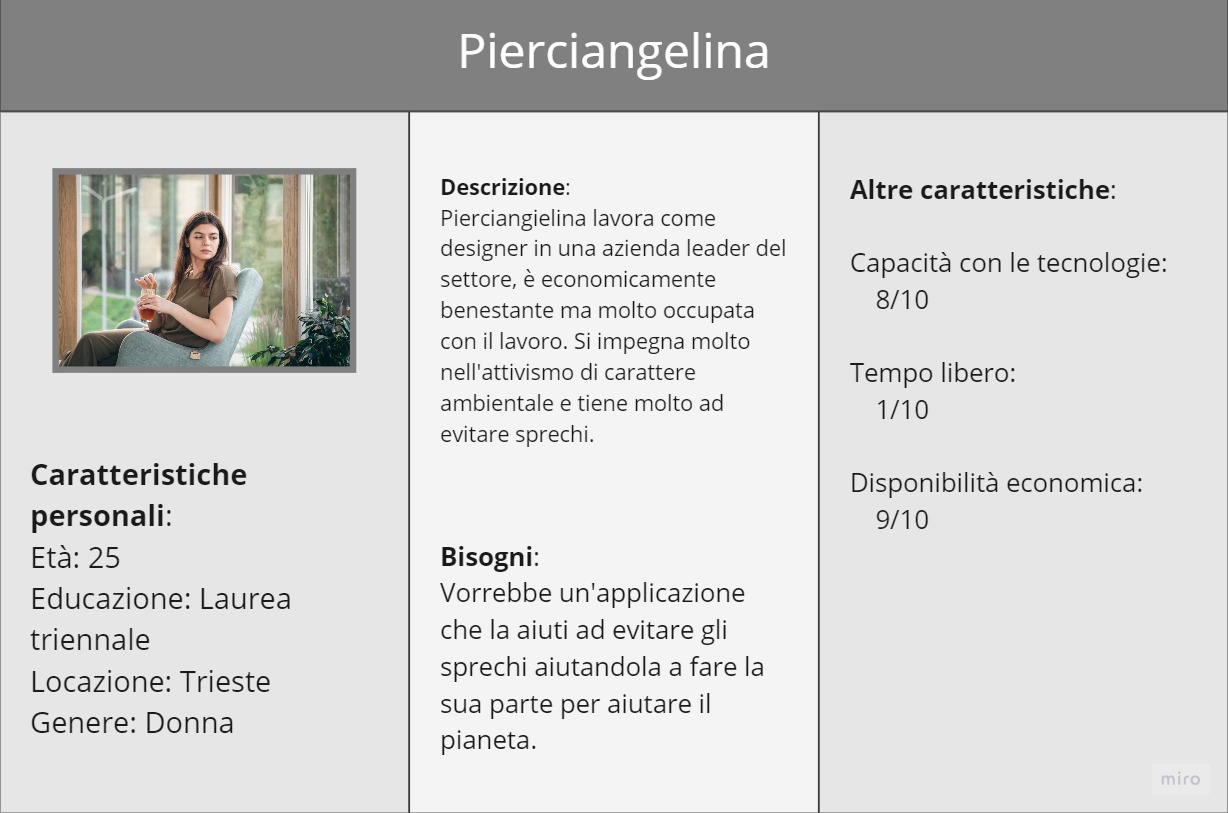 Pierciangelina
Caratteristiche
personali:
Età: 25
Educazione: Laurea
triennale
Locazione: Trieste
Genere: Donna
Descrizione:
Pierciangielina lavora come
designer in una azienda leader del
settore, è economicamente
benestante ma molto occupata
con il lavoro. Si impegna molto
nell'attivismo di carattere
ambientale e tiene molto ad
evitare sprechi.
Bisogni:
Vorrebbe un'applicazione
che la aiuti ad evitare gli
sprechi aiutandola a fare la
sua parte per aiutare il
pianeta.
Altre caratteristiche:
Capacità con le tecnologie:
8/10
Tempo libero:
1/10
Disponibilità economica:
9/10
miro